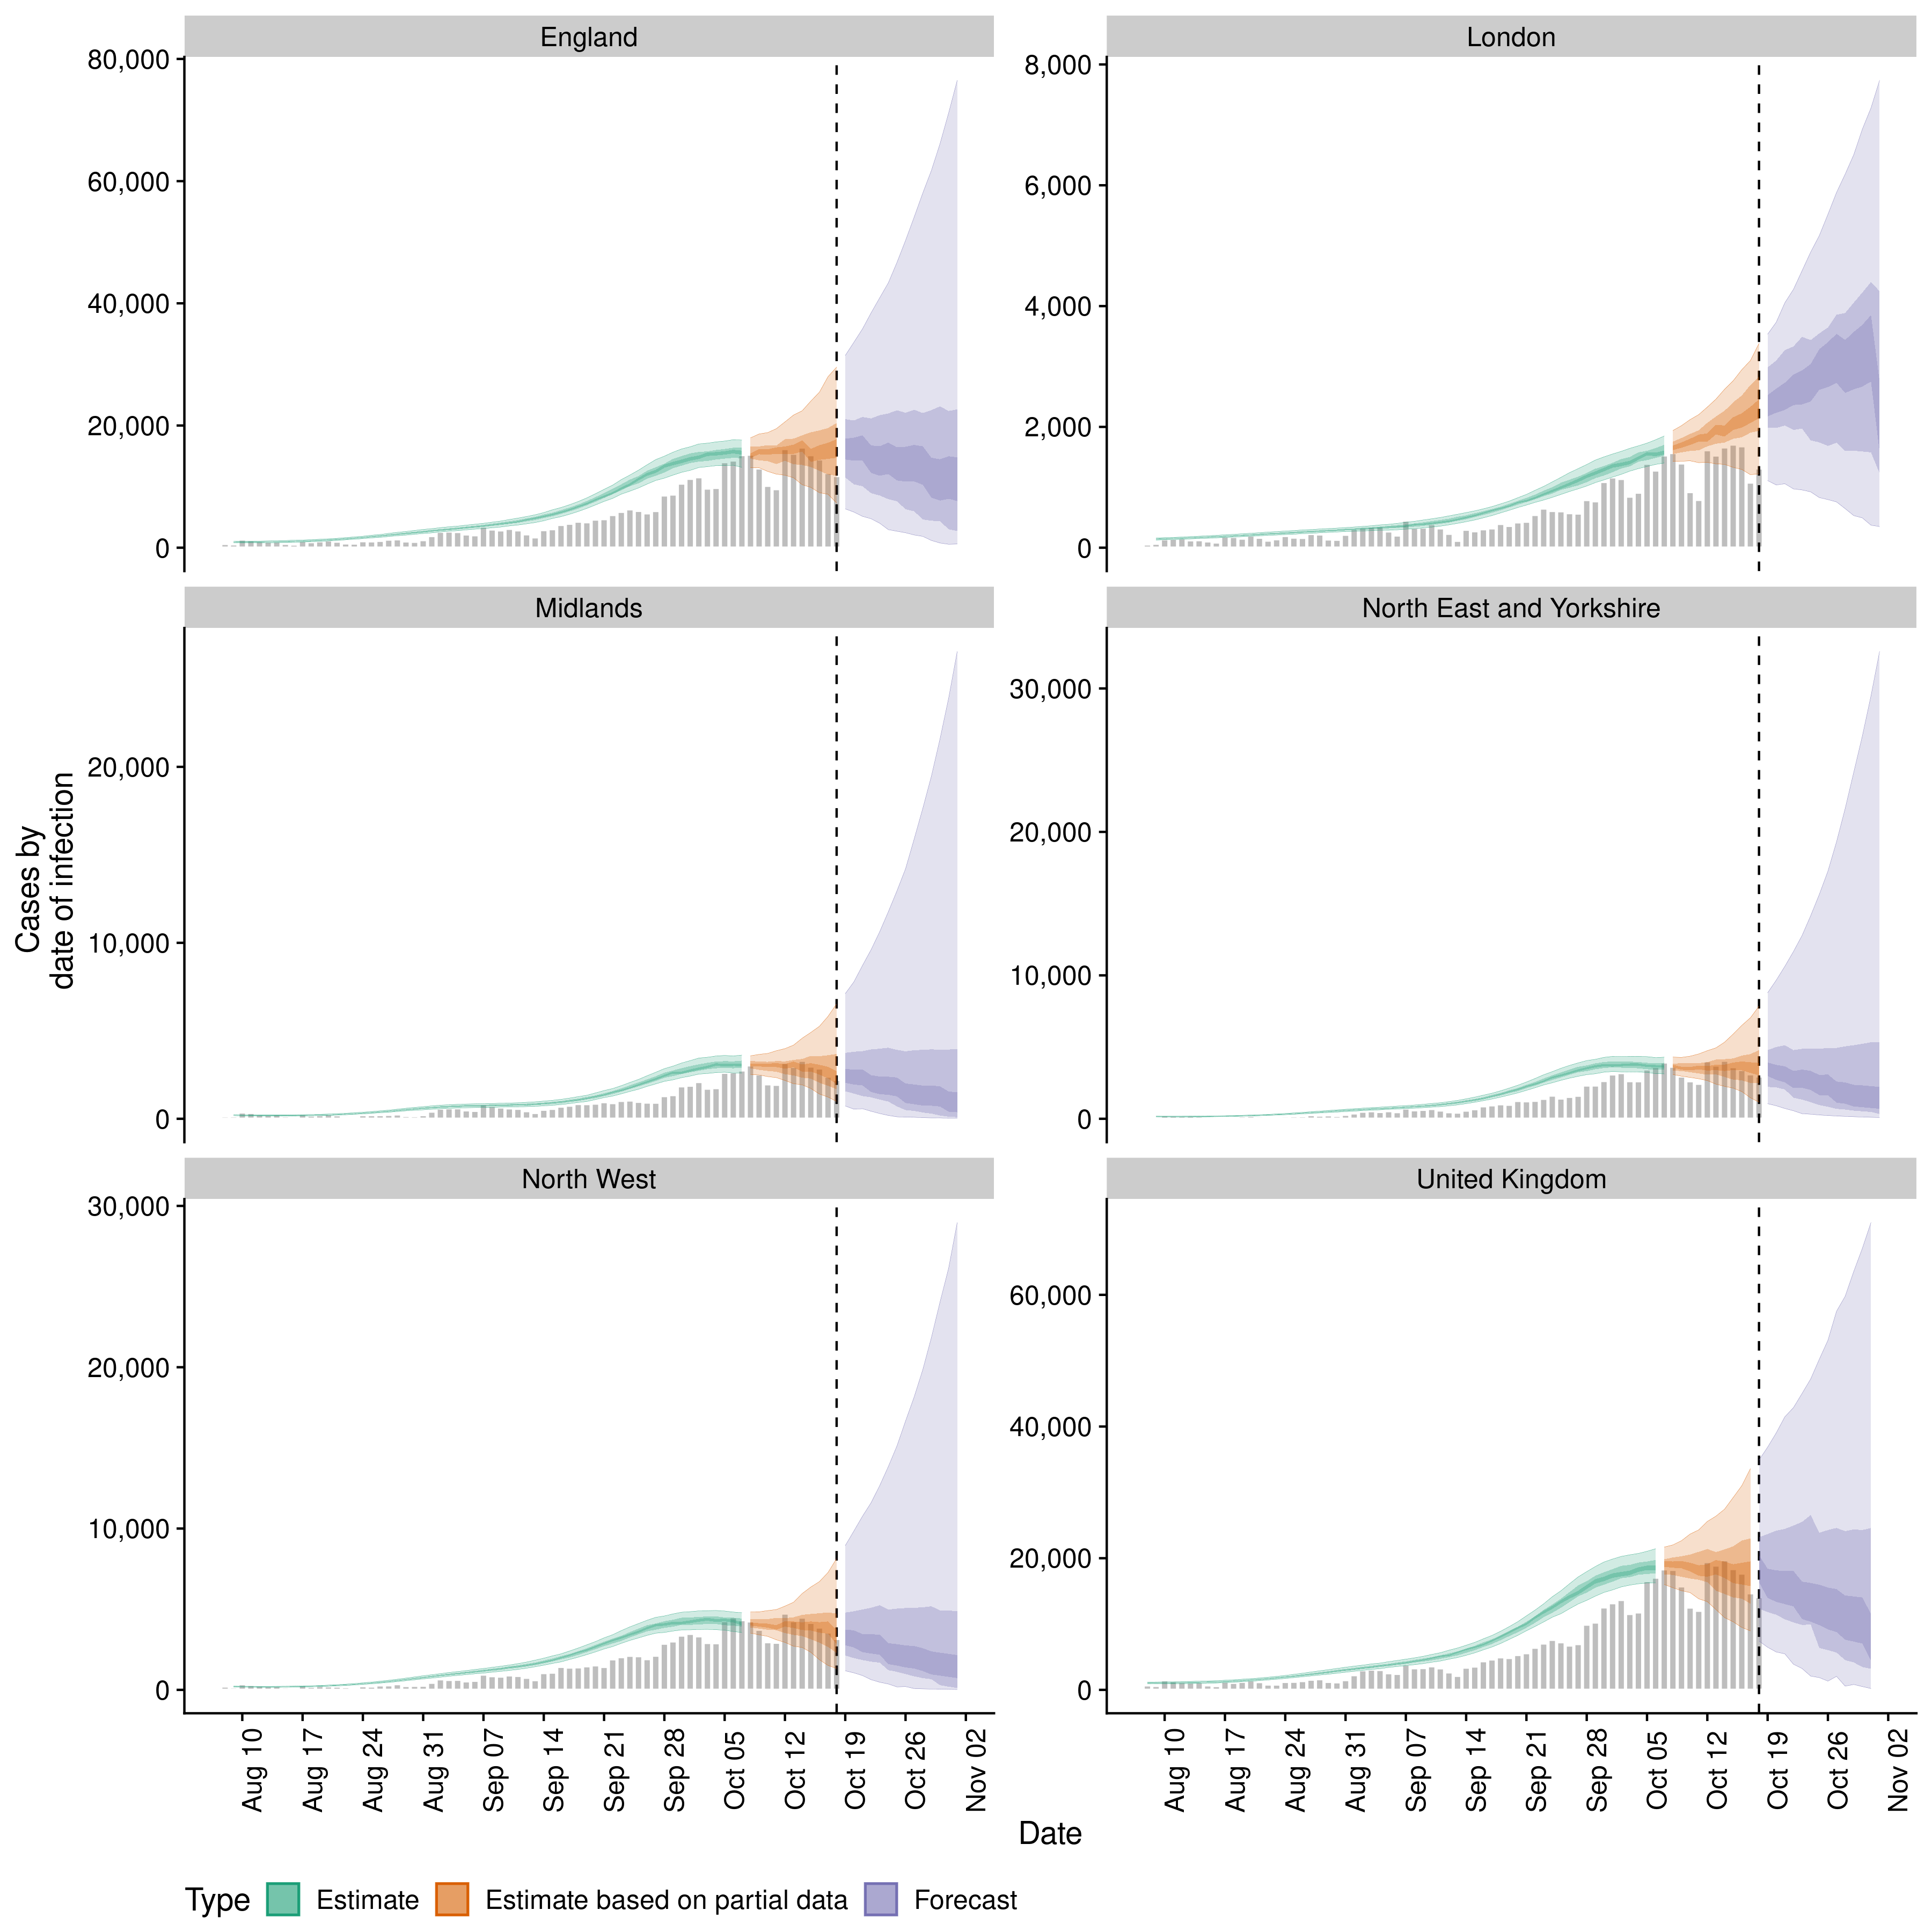 England
80,000
60,000
40,000
20,000
0
London
8,000
6,000
4,000
2,000
0
Midlands
20,000
10,000
0
North East and Yorkshire
30,000
20,000
10,000
0
Cases by
date of infection
North West
30,000
20,000
10,000
0
United Kingdom
60,000
40,000
20,000
0
Aug 10
Aug 17
Aug 24
Aug 31
Sep 07
Sep 14
Sep 21
Sep 28
Oct 05
Oct 12
Oct 19
Oct 26
Nov 02
Aug 10
Aug 17
Aug 24
Aug 31
Sep 07
Sep 14
Sep 21
Sep 28
Oct 05
Oct 12
Oct 19
Oct 26
Nov 02
Date
Type Estimate Estimate based on partial data Forecast